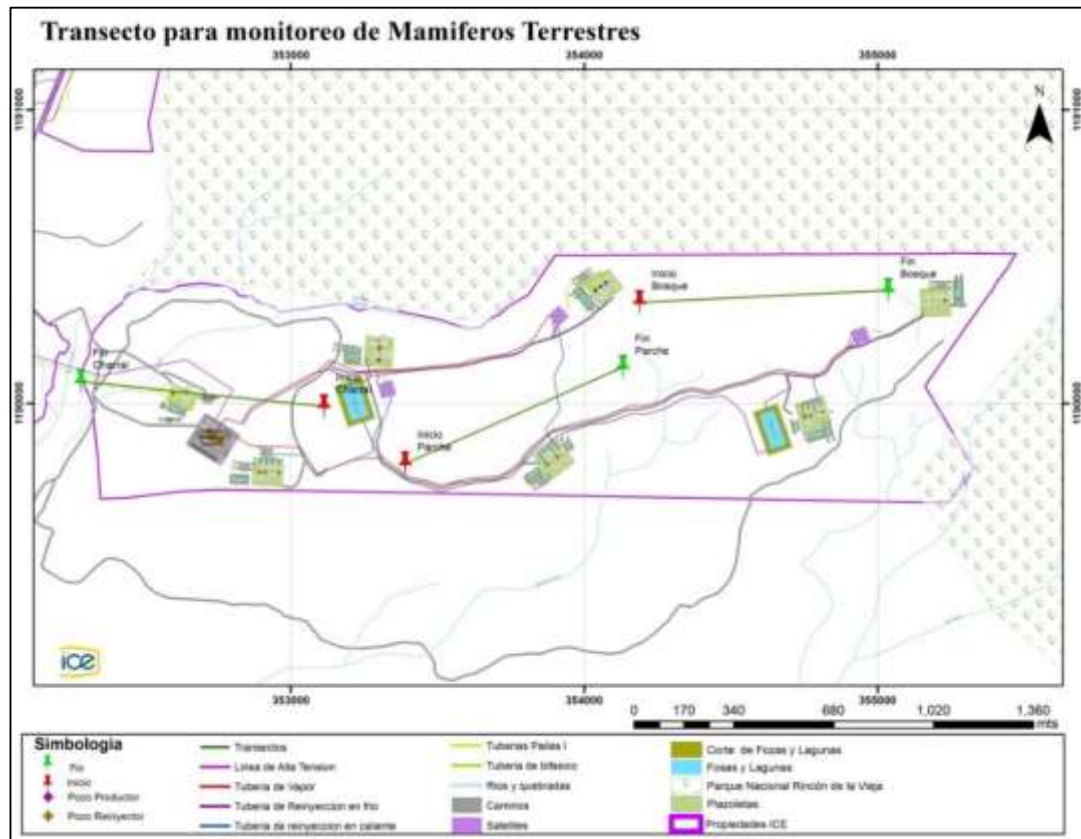 Transecto para monitoreo de Mamiferos Terrestres
353000 354000 355000
1191000 1191000
N
Inicio
Bosque
Fin
Bosque
Fin
Parche
Fin
Charral
Charral
1190000 1190000
Inicio
Parche
ice
353000 354000 355000
0 170 340 680 1,020 1,360
mts
Simbologia
Fin
Inicio
Pozo Productor
Pozo Reinyector
Transectos
Linea de Alta Tension
Tuberia de Vapor
Tuberia de Reinyeccion en frio
Tuberia de reinyeccion en caliente
Tuberias Pailas I
Tuberia de bifasico
Rios y quebradas
Caminos
Satelites
Corte de Fozas y Lagunas
Fosas y Lagunas
Parque Nacional Rincón de la Vieja
Plazoletas
Propiedades ICE